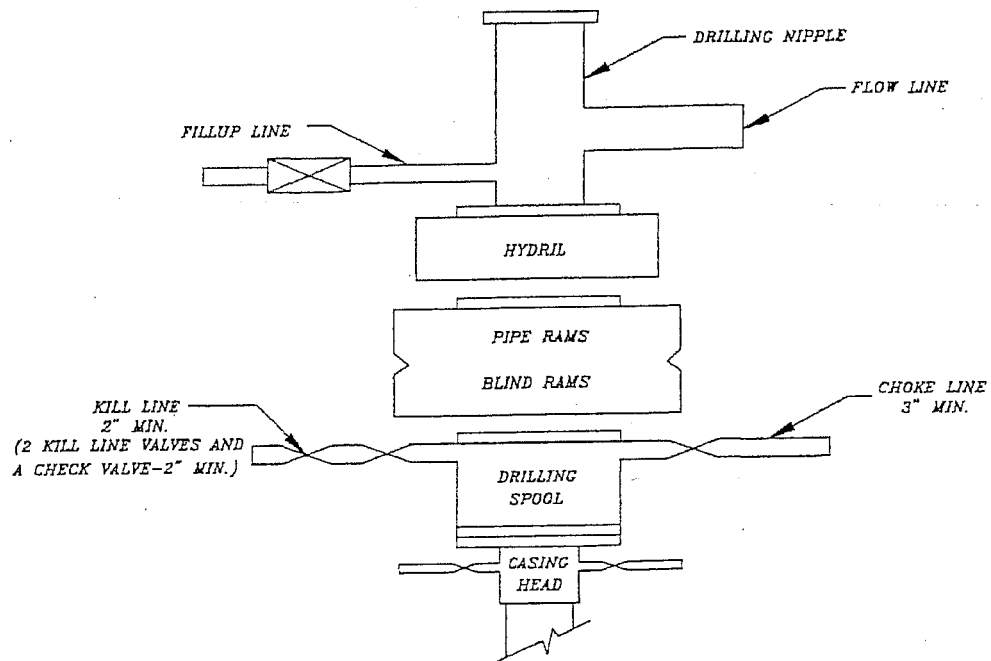 DRILLING NIPPLE
FLOW LINE
FILLUP LINE
HYDRIL
PIPE RAMS
BLIND RAMS
KILL LINE
2" MIN.
(2 KILL LINE VALVES AND
A CHECK VALVE-2" MIN.)
CHOKE LINE
3" MIN.
DRILLING
SPOOL
CASING
HEAD